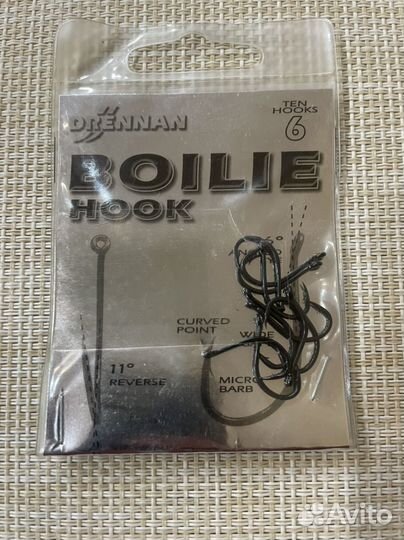 DRENNAN
TEN
HOOKS
6
BOILIE
HOOK
CURVED
POINT
WIDE
11°
REVERSE
MICRO
BARB
Avito